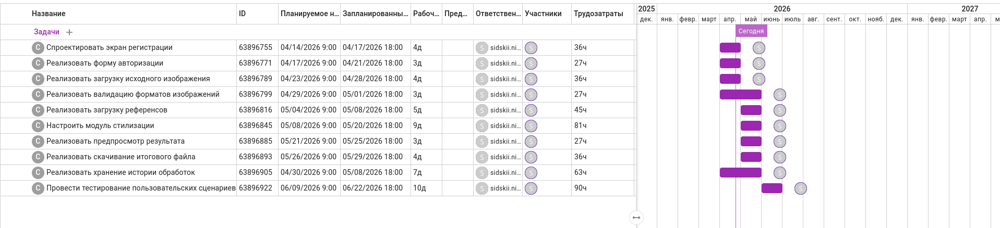 Название ID Планируемое н... Запланированны... Рабоч... Пред... Ответствен... Участники Трудозатраты 2025 2026 2027
дек. янв. февр. март апр. май июнь июль авг. сент. окт. нояб. дек. янв. февр. март апр. м
Задачи + Сегодня
С Спроектировать экран регистрации 63896755 04/14/2026 9:00 04/17/2026 18:00 4д S sidskii.ni... S 36ч S
С Реализовать форму авторизации 63896771 04/17/2026 9:00 04/21/2026 18:00 3д S sidskii.ni... S 27ч S
С Реализовать загрузку исходного изображения 63896789 04/23/2026 9:00 04/28/2026 18:00 4д S sidskii.ni... S 36ч S
С Реализовать валидацию форматов изображений 63896799 04/29/2026 9:00 05/01/2026 18:00 3д S sidskii.ni... S 27ч S
С Реализовать загрузку референсов 63896816 05/04/2026 9:00 05/08/2026 18:00 5д S sidskii.ni... S 45ч S
С Настроить модуль стилизации 63896845 05/08/2026 9:00 05/20/2026 18:00 9д S sidskii.ni... S 81ч S
С Реализовать предпросмотр результата 63896885 05/21/2026 9:00 05/25/2026 18:00 3д S sidskii.ni... S 27ч S
С Реализовать скачивание итогового файла 63896893 05/26/2026 9:00 05/29/2026 18:00 4д S sidskii.ni... S 36ч S
С Реализовать хранение истории обработок 63896905 04/30/2026 9:00 05/08/2026 18:00 7д S sidskii.ni... S 63ч S
С Провести тестирование пользовательских сценариев 63896922 06/09/2026 9:00 06/22/2026 18:00 10д S sidskii.ni... S 90ч S